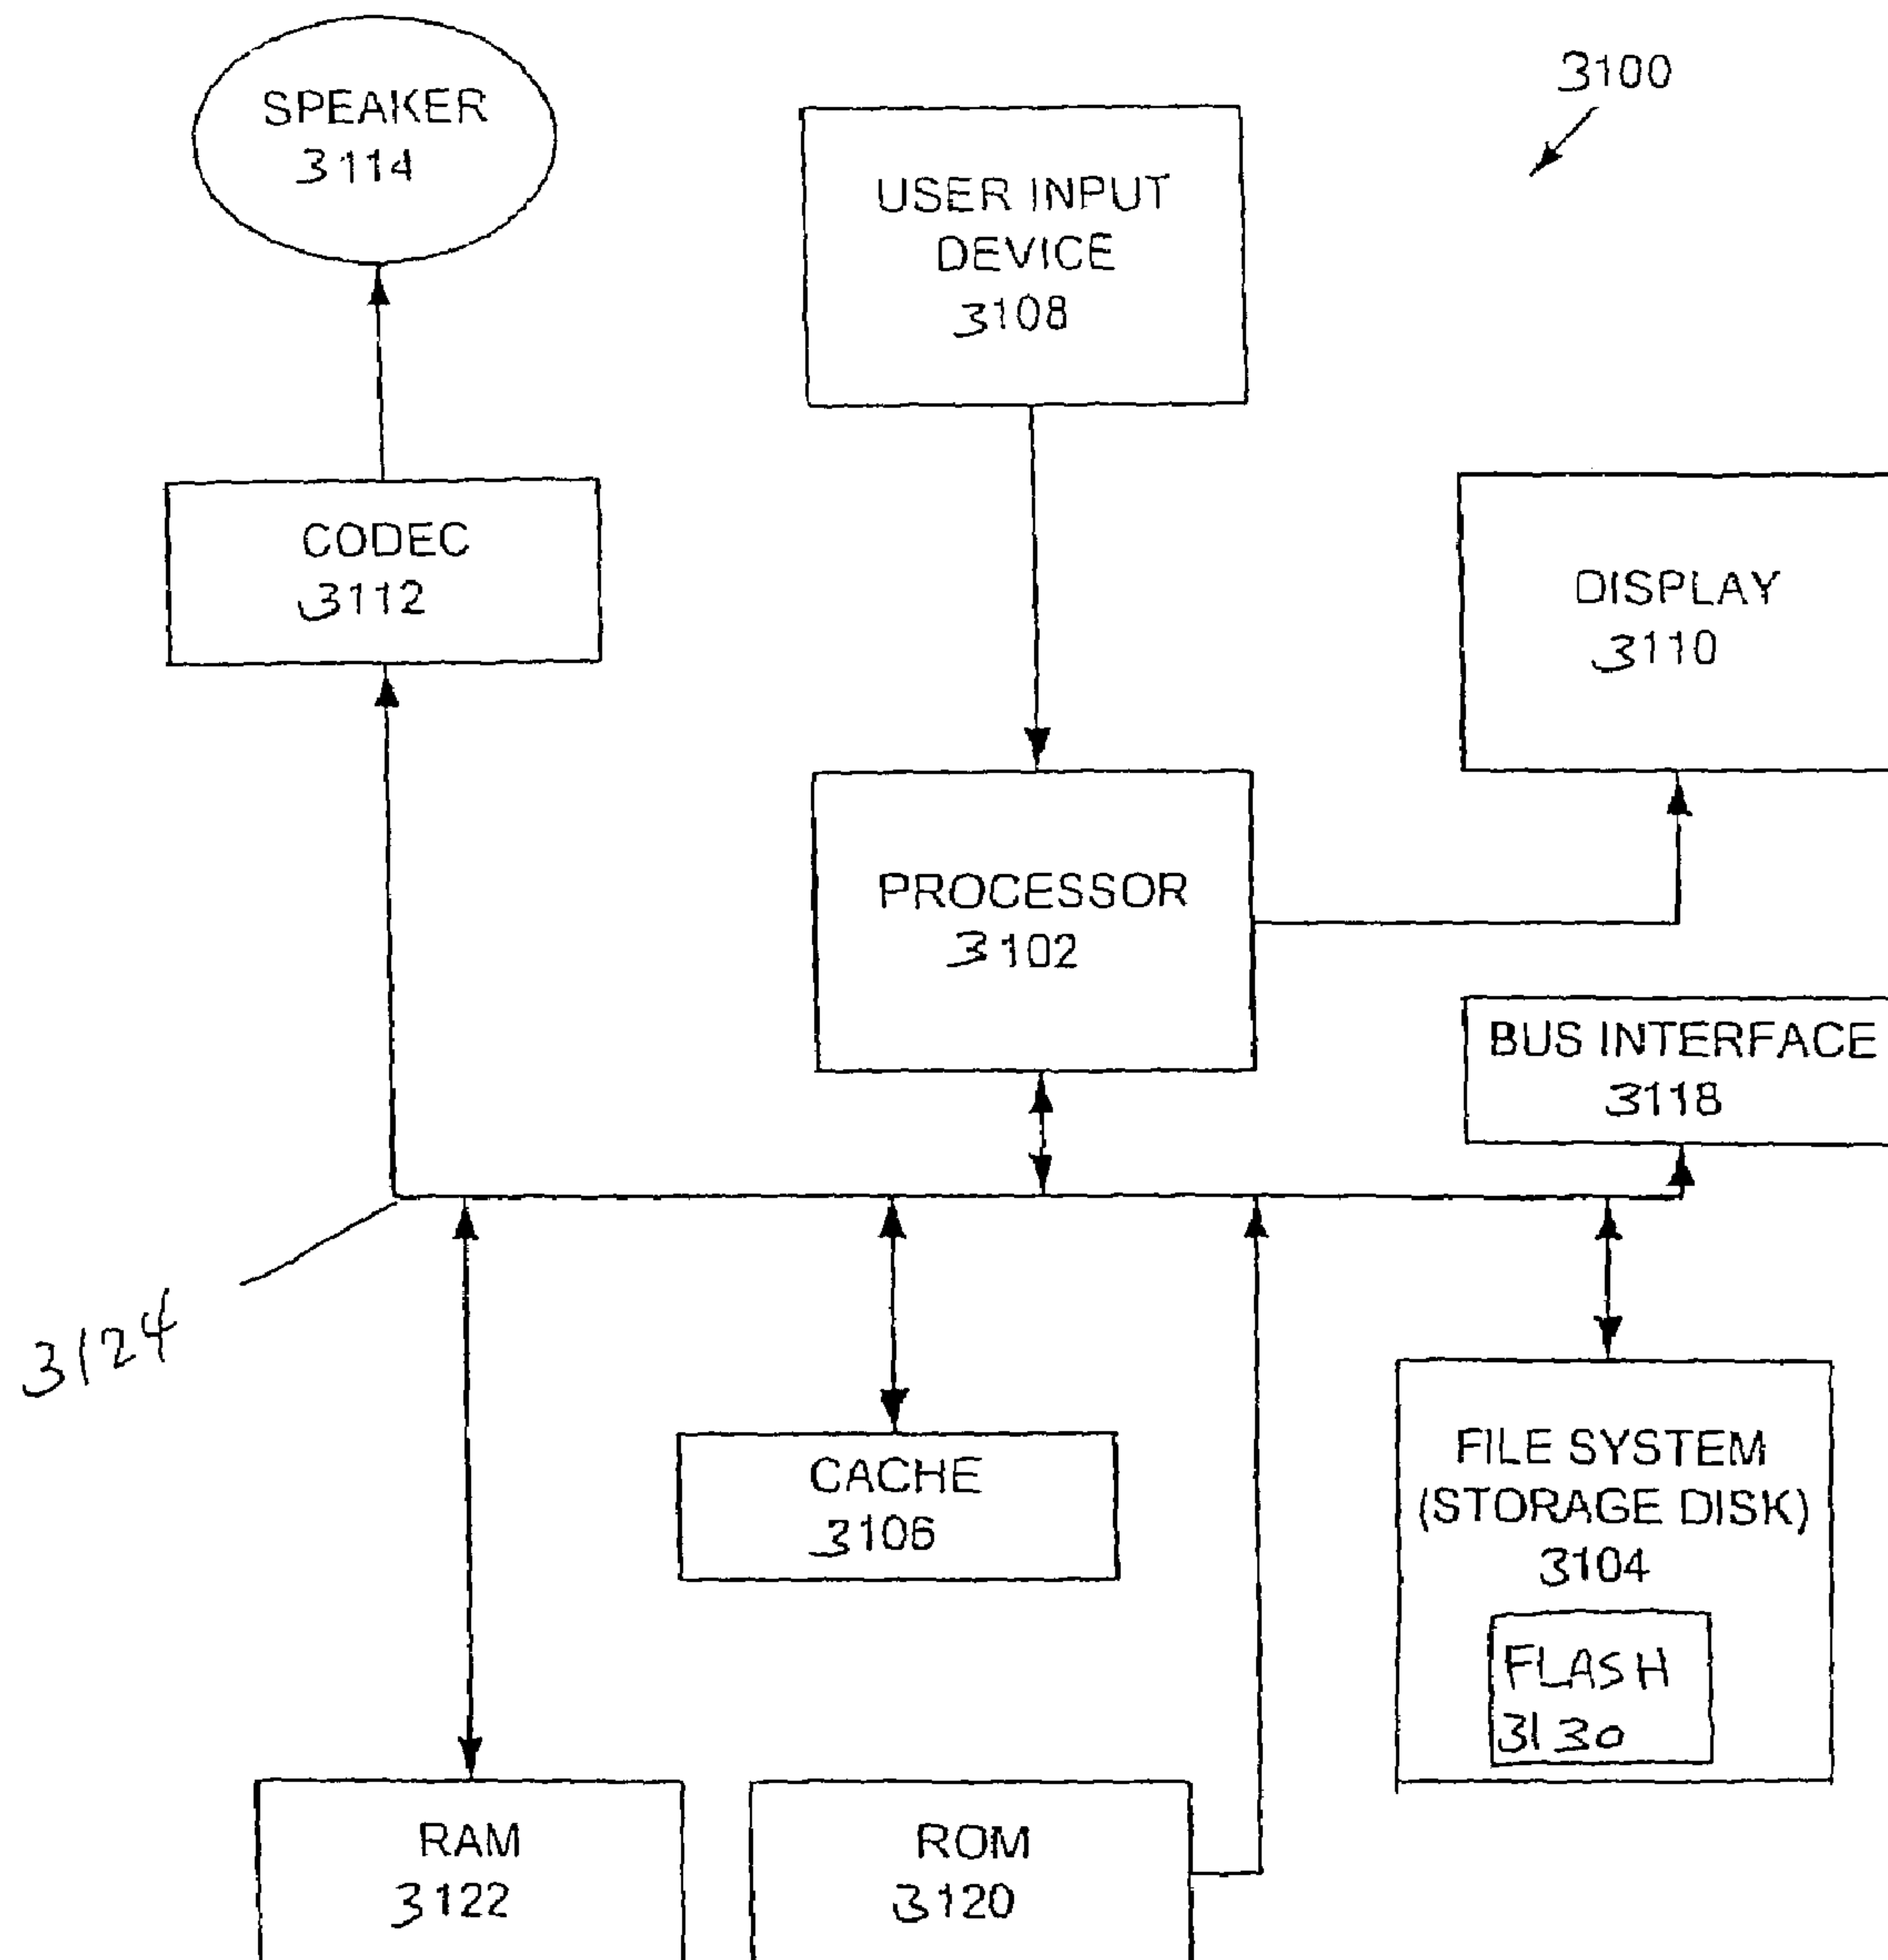 SPEAKER
3114
3100
USER INPUT
DEVICE
3108
CODEC
3112
DISPLAY
3110
PROCESSOR
3102
BUS INTERFACE
3118
3124
CACHE
3106
FILE SYSTEM
(STORAGE DISK)
3104
FLASH
3130
RAM
3122
ROM
3120